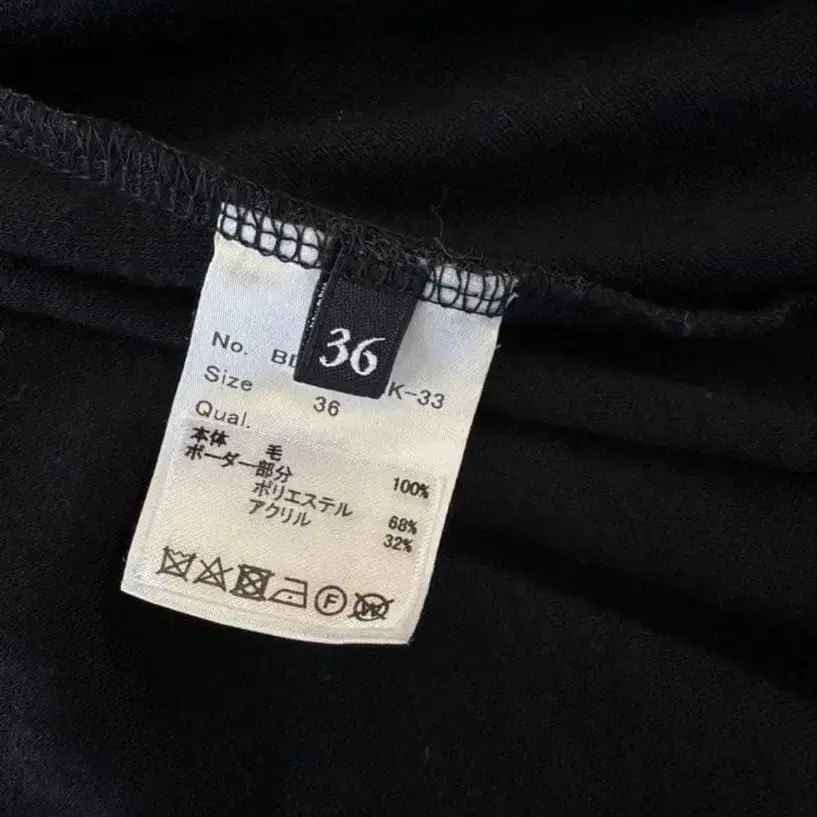 36
No. BD K-33
Size 36
Qual.
本体 毛 100%
ボーダー部分
ポリエステル 68%
アクリル 32%
F
W